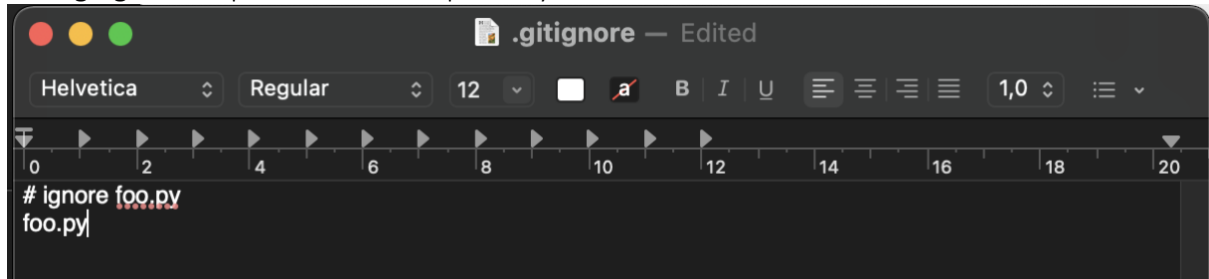 .gitignore — Edited
Helvetica Regular 12 a B I U 1,0
0 2 4 6 8 10 12 14 16 18 20
# ignore foo.py
foo.py